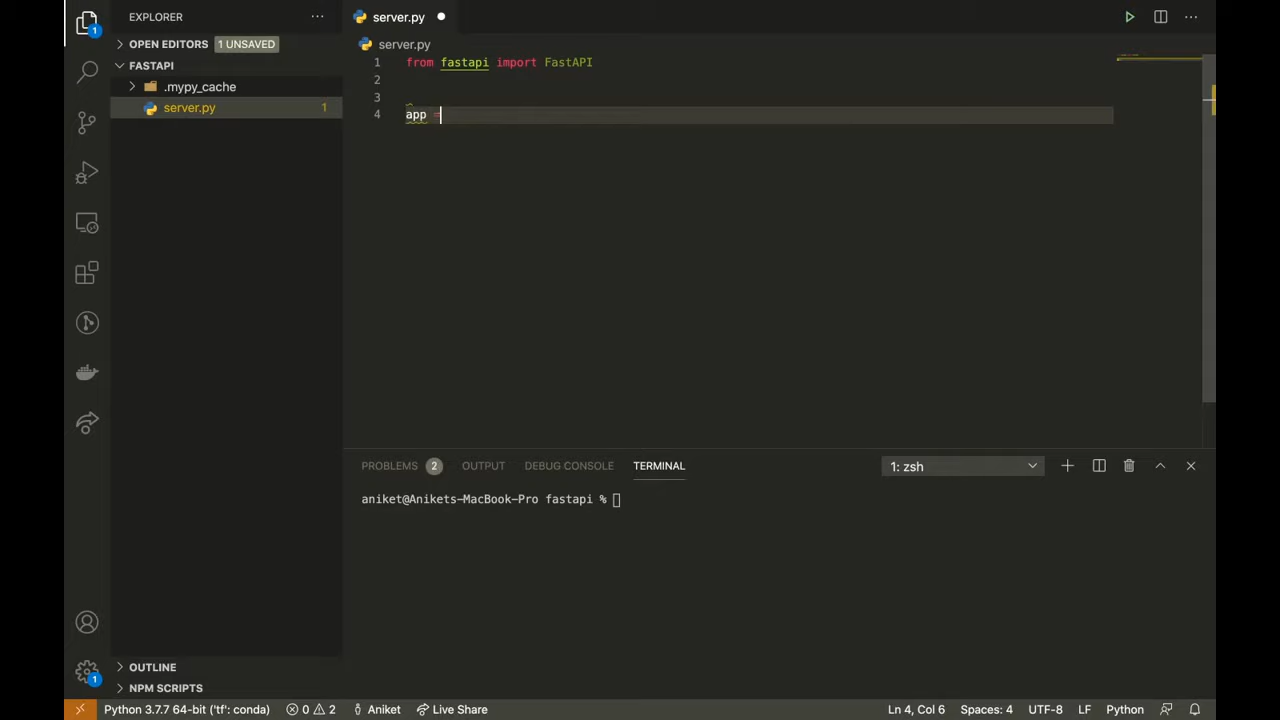 EXPLORER
server.py
1
OPEN EDITORS 1 UNSAVED
server.py
FASTAPI
1 from fastapi import FastAPI
.mypy_cache
2
server.py 1
3
4 app =
PROBLEMS 2 OUTPUT DEBUG CONSOLE TERMINAL 1: zsh
aniket@Anikets-MacBook-Pro fastapi %
OUTLINE
1
NPM SCRIPTS
Python 3.7.7 64-bit ('tf': conda) 0 2 Aniket Live Share Ln 4, Col 6 Spaces: 4 UTF-8 LF Python